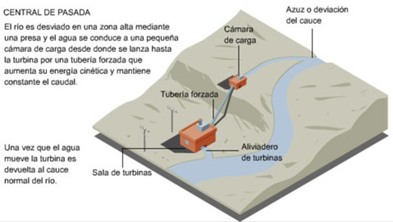 CENTRAL DE PASADA
El río es desviado en una zona alta mediante
una presa y el agua se conduce a una pequeña
cámara de carga desde donde se lanza hasta
la turbina por una tubería forzada que
aumenta su energía cinética y mantiene
constante el caudal.
Azuz o desviación
del cauce
Cámara
de carga
Tubería forzada
Una vez que el agua
mueve la turbina es
devuelta al cauce
normal del río.
Sala de turbinas
Aliviadero
de turbinas